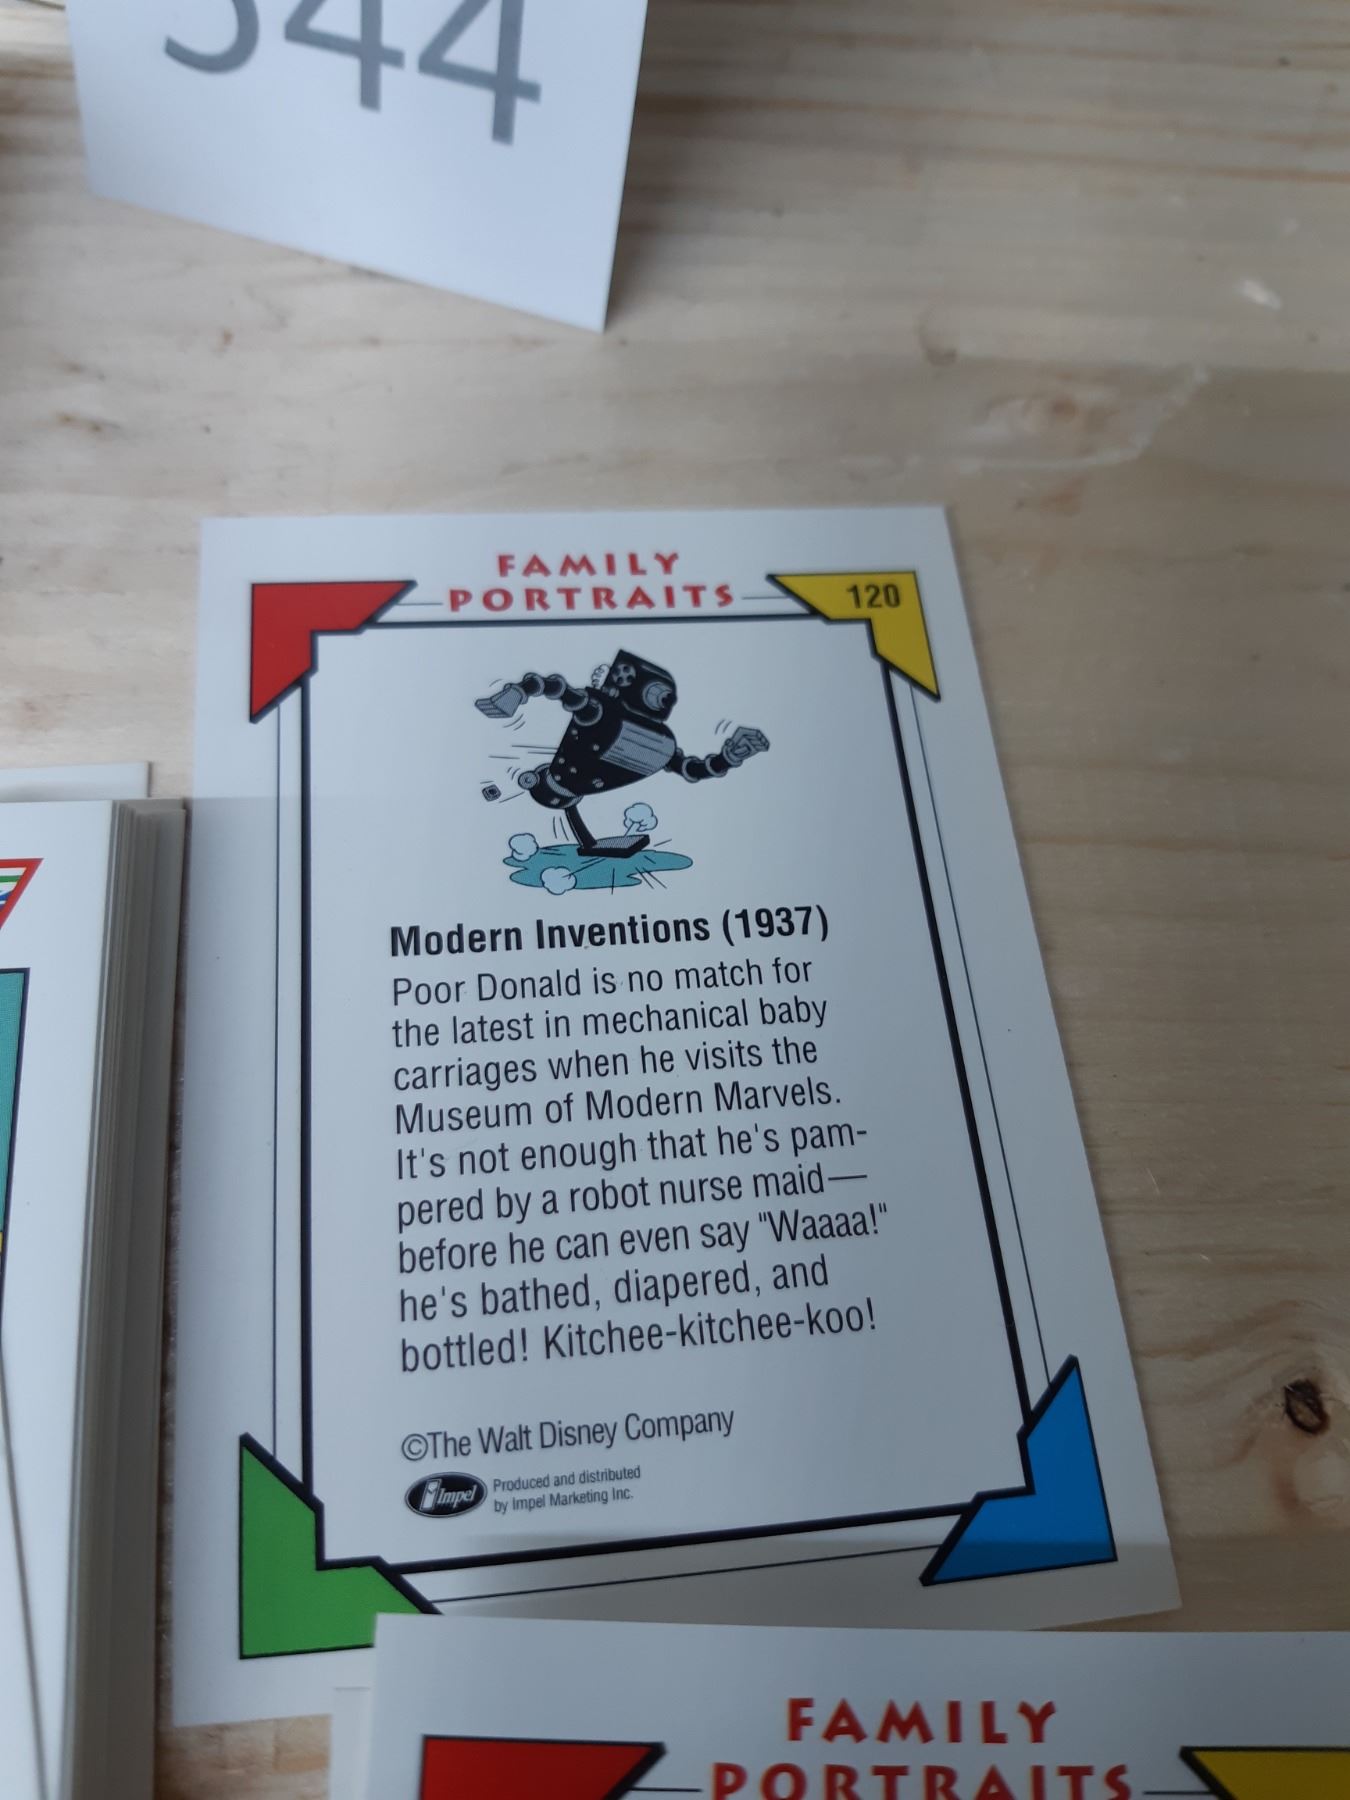 FAMILY
PORTRAITS
120
Modern Inventions (1937)
Poor Donald is no match for
the latest in mechanical baby
carriages when he visits the
Museum of Modern Marvels.
It's not enough that he's pam-
pered by a robot nurse maid—
before he can even say "Waaaa!"
he's bathed, diapered, and
bottled! Kitchee-kitchee-koo!
©The Walt Disney Company
Impel
Produced and distributed
by Impel Marketing Inc.
FAMILY
PORTRAITS